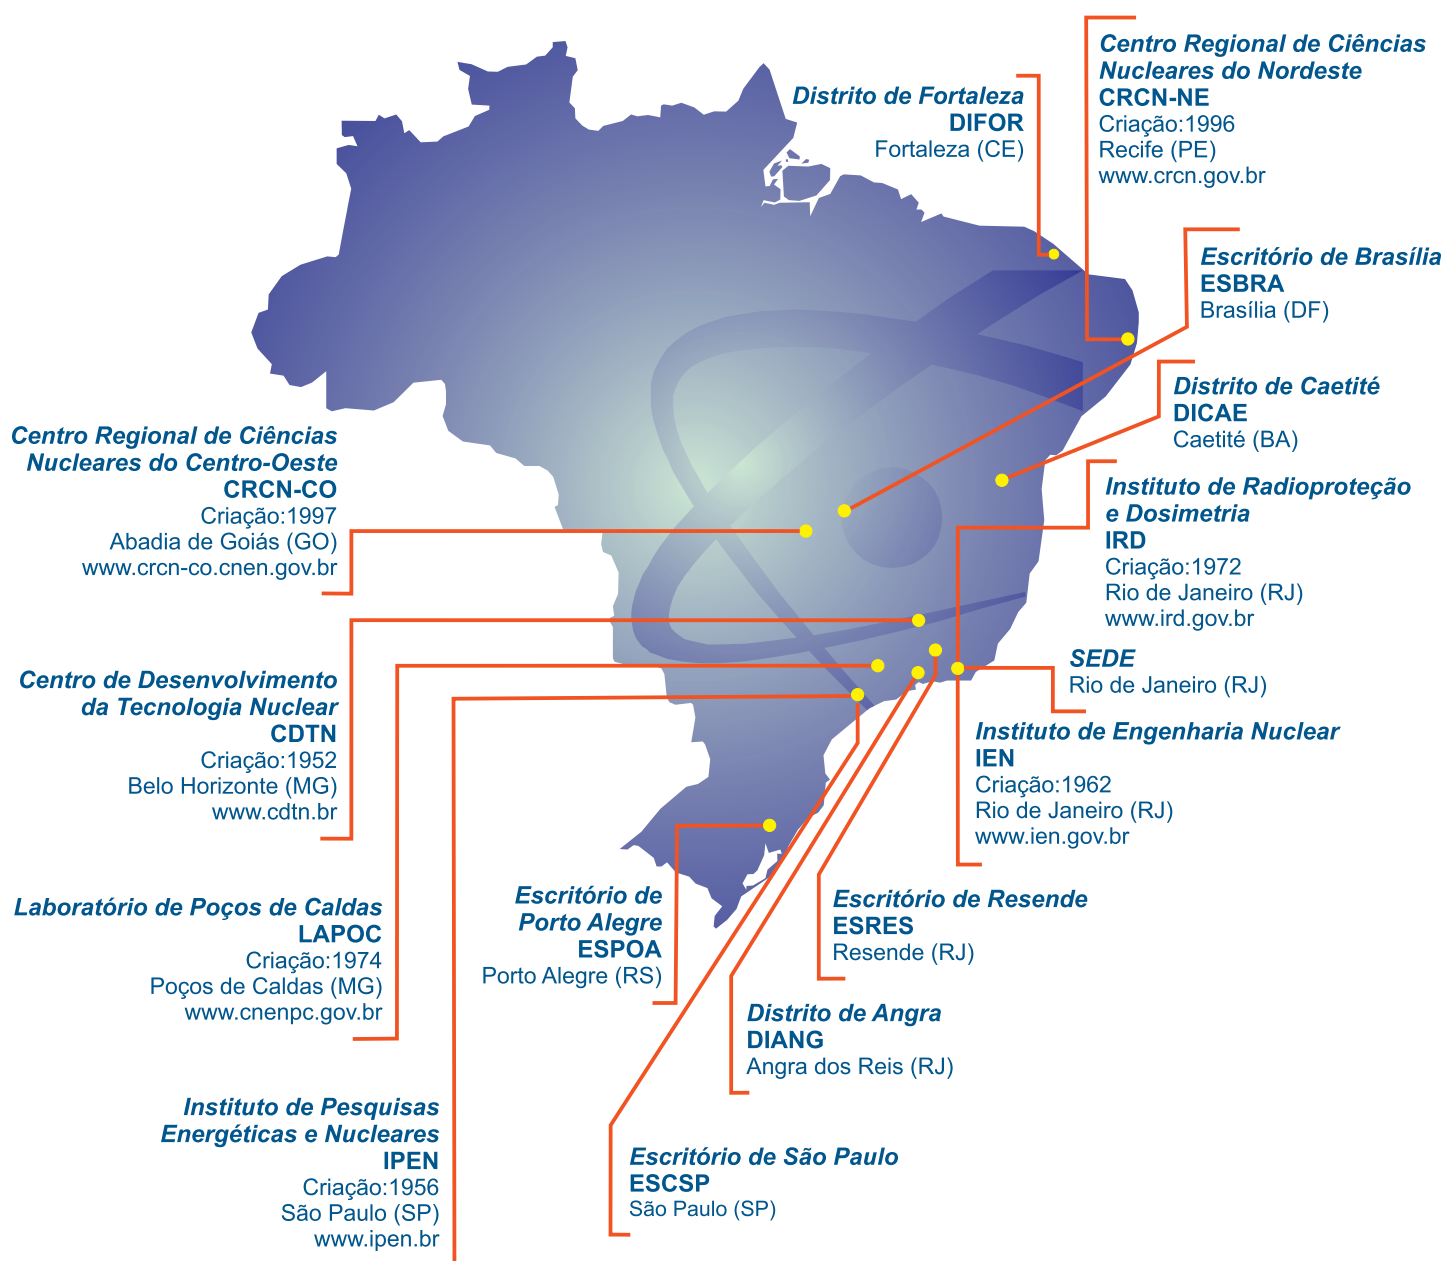 Centro Regional de Ciências
Nucleares do Nordeste
CRCN-NE
Criação:1996
Recife (PE)
www.crcn.gov.br
Distrito de Fortaleza
DIFOR
Fortaleza (CE)
Escritório de Brasília
ESBRA
Brasília (DF)
Distrito de Caetité
DICAE
Caetité (BA)
Centro Regional de Ciências
Nucleares do Centro-Oeste
CRCN-CO
Criação:1997
Abadia de Goiás (GO)
www.crcn-co.cnen.gov.br
Instituto de Radioproteção
e Dosimetria
IRD
Criação:1972
Rio de Janeiro (RJ)
www.ird.gov.br
SEDE
Rio de Janeiro (RJ)
Centro de Desenvolvimento
da Tecnologia Nuclear
CDTN
Criação:1952
Belo Horizonte (MG)
www.cdtn.br
Instituto de Engenharia Nuclear
IEN
Criação:1962
Rio de Janeiro (RJ)
www.ien.gov.br
Laboratório de Poços de Caldas
LAPOC
Criação:1974
Poços de Caldas (MG)
www.cnenpc.gov.br
Escritório de
Porto Alegre
ESPOA
Porto Alegre (RS)
Escritório de Resende
ESRES
Resende (RJ)
Distrito de Angra
DIANG
Angra dos Reis (RJ)
Instituto de Pesquisas
Energéticas e Nucleares
IPEN
Criação:1956
São Paulo (SP)
www.ipen.br
Escritório de São Paulo
ESCSP
São Paulo (SP)